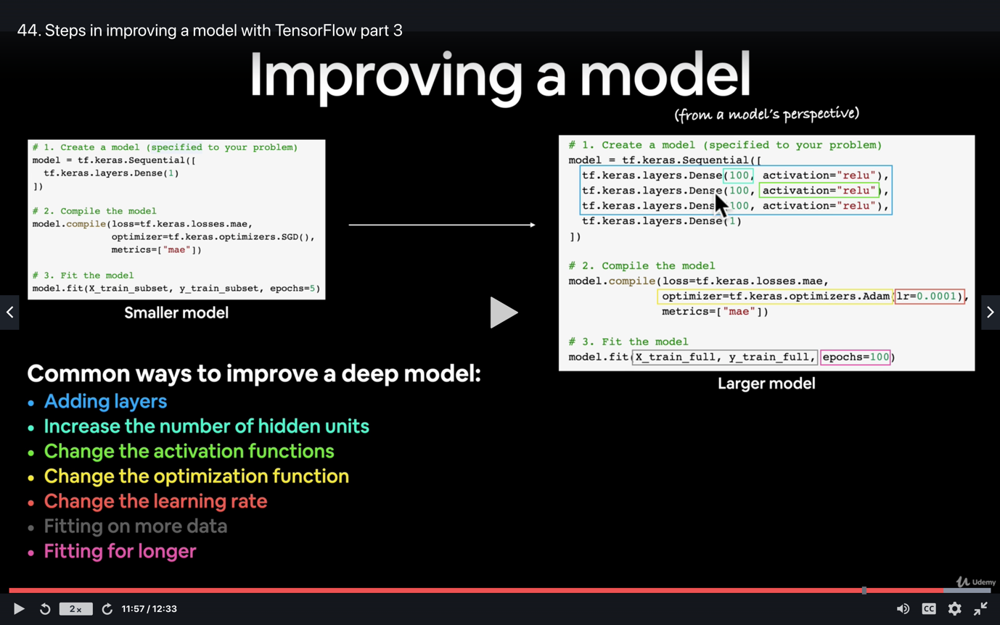 44. Steps in improving a model with TensorFlow part 3
Improving a model
(from a model's perspective)
# 1. Create a model (specified to your problem)
model = tf.keras.Sequential([
tf.keras.layers.Dense(1)
])
# 2. Compile the model
model.compile(loss=tf.keras.losses.mae,
optimizer=tf.keras.optimizers.SGD(),
metrics=["mae"])
# 3. Fit the model
model.fit(X_train_subset, y_train_subset, epochs=5)
Smaller model
# 1. Create a model (specified to your problem)
model = tf.keras.Sequential([
tf.keras.layers.Dense(100, activation="relu"),
tf.keras.layers.Dense(100, activation="relu"),
tf.keras.layers.Dens 100, activation="relu"),
tf.keras.layers.Dense(1)
])
# 2. Compile the model
model.compile(loss=tf.keras.losses.mae,
optimizer=tf.keras.optimizers.Adam(lr=0.0001),
metrics=["mae"])
# 3. Fit the model
model.fit(X_train_full, y_train_full, epochs=100)
Larger model
Common ways to improve a deep model:
• Adding layers
• Increase the number of hidden units
• Change the activation functions
• Change the optimization function
• Change the learning rate
• Fitting on more data
• Fitting for longer
Udemy
2x
11:57 / 12:33
CC